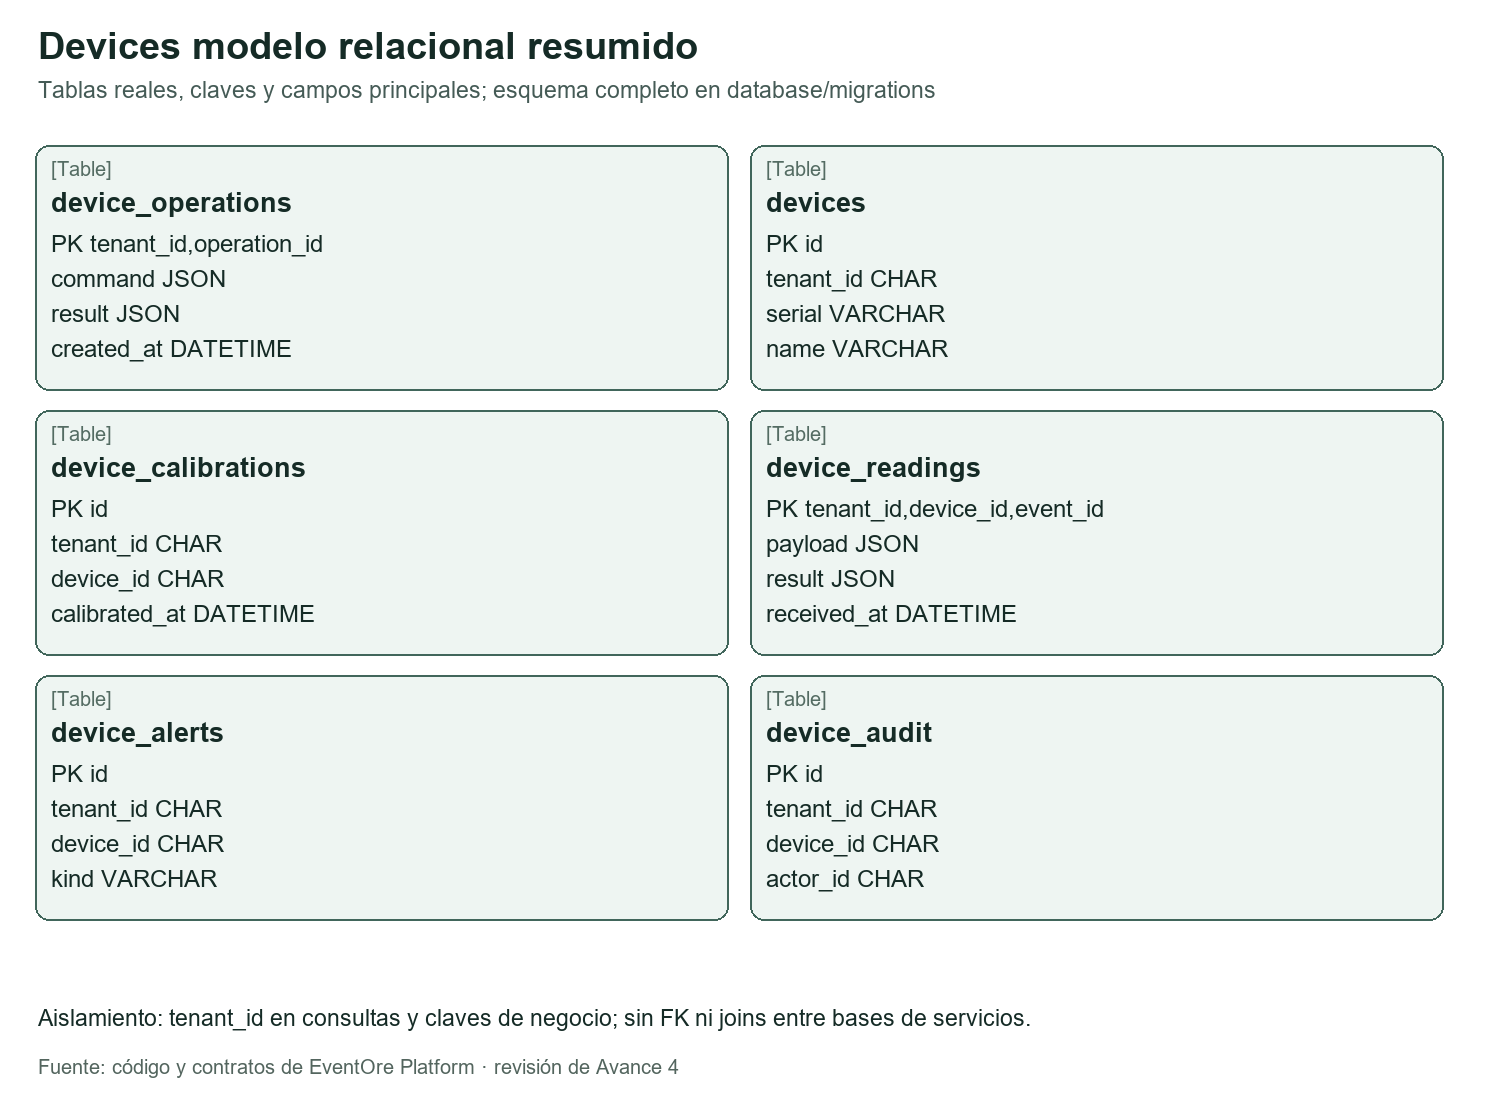 Devices modelo relacional resumido
Tablas reales, claves y campos principales; esquema completo en database/migrations
[Table]
device_operations
PK tenant_id,operation_id
command JSON
result JSON
created_at DATETIME
[Table]
devices
PK id
tenant_id CHAR
serial VARCHAR
name VARCHAR
[Table]
device_calibrations
PK id
tenant_id CHAR
device_id CHAR
calibrated_at DATETIME
[Table]
device_readings
PK tenant_id,device_id,event_id
payload JSON
result JSON
received_at DATETIME
[Table]
device_alerts
PK id
tenant_id CHAR
device_id CHAR
kind VARCHAR
[Table]
device_audit
PK id
tenant_id CHAR
device_id CHAR
actor_id CHAR
Aislamiento: tenant_id en consultas y claves de negocio; sin FK ni joins entre bases de servicios.
Fuente: código y contratos de EventOre Platform · revisión de Avance 4